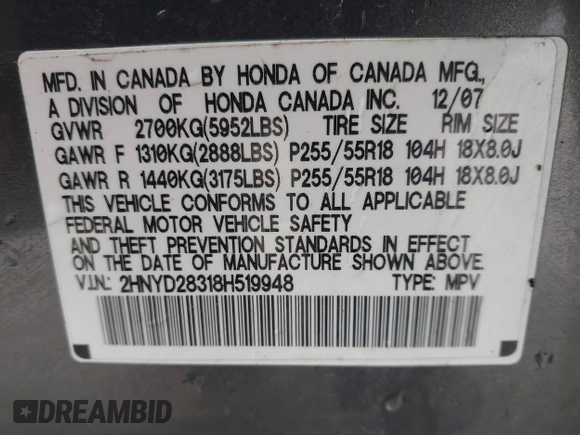 MFD. IN CANADA BY HONDA OF CANADA MFG.,
A DIVISION OF HONDA CANADA INC. 12/07
GVWR 2700KG(5952LBS) TIRE SIZE RIM SIZE
GAWR F 1310KG(2888LBS) P255/55R18 104H 18X8.0J
GAWR R 1440KG(3175LBS) P255/55R18 104H 18X8.0J
THIS VEHICLE CONFORMS TO ALL APPLICABLE
FEDERAL MOTOR VEHICLE SAFETY
AND THEFT PREVENTION STANDARDS IN EFFECT
ON THE DATE OF MANUFACTURE SHOWN ABOVE.
V.I.N.: 2HNYD28318H519948 TYPE: MPV
DREAMBID